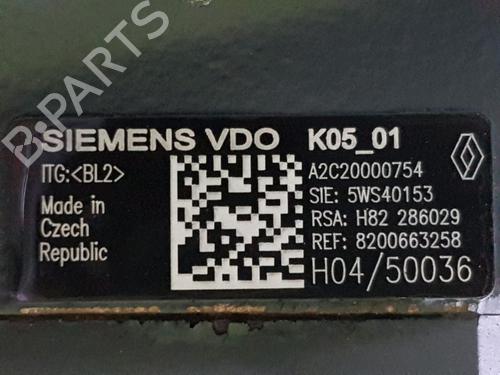 B-PARTS
SIEMENS VDO K05_01
ITG:<BL2> A2C20000754
SIE: 5WS40153
Made in RSA: H82 286029
Czech REF: 8200663258
Republic H04/50036